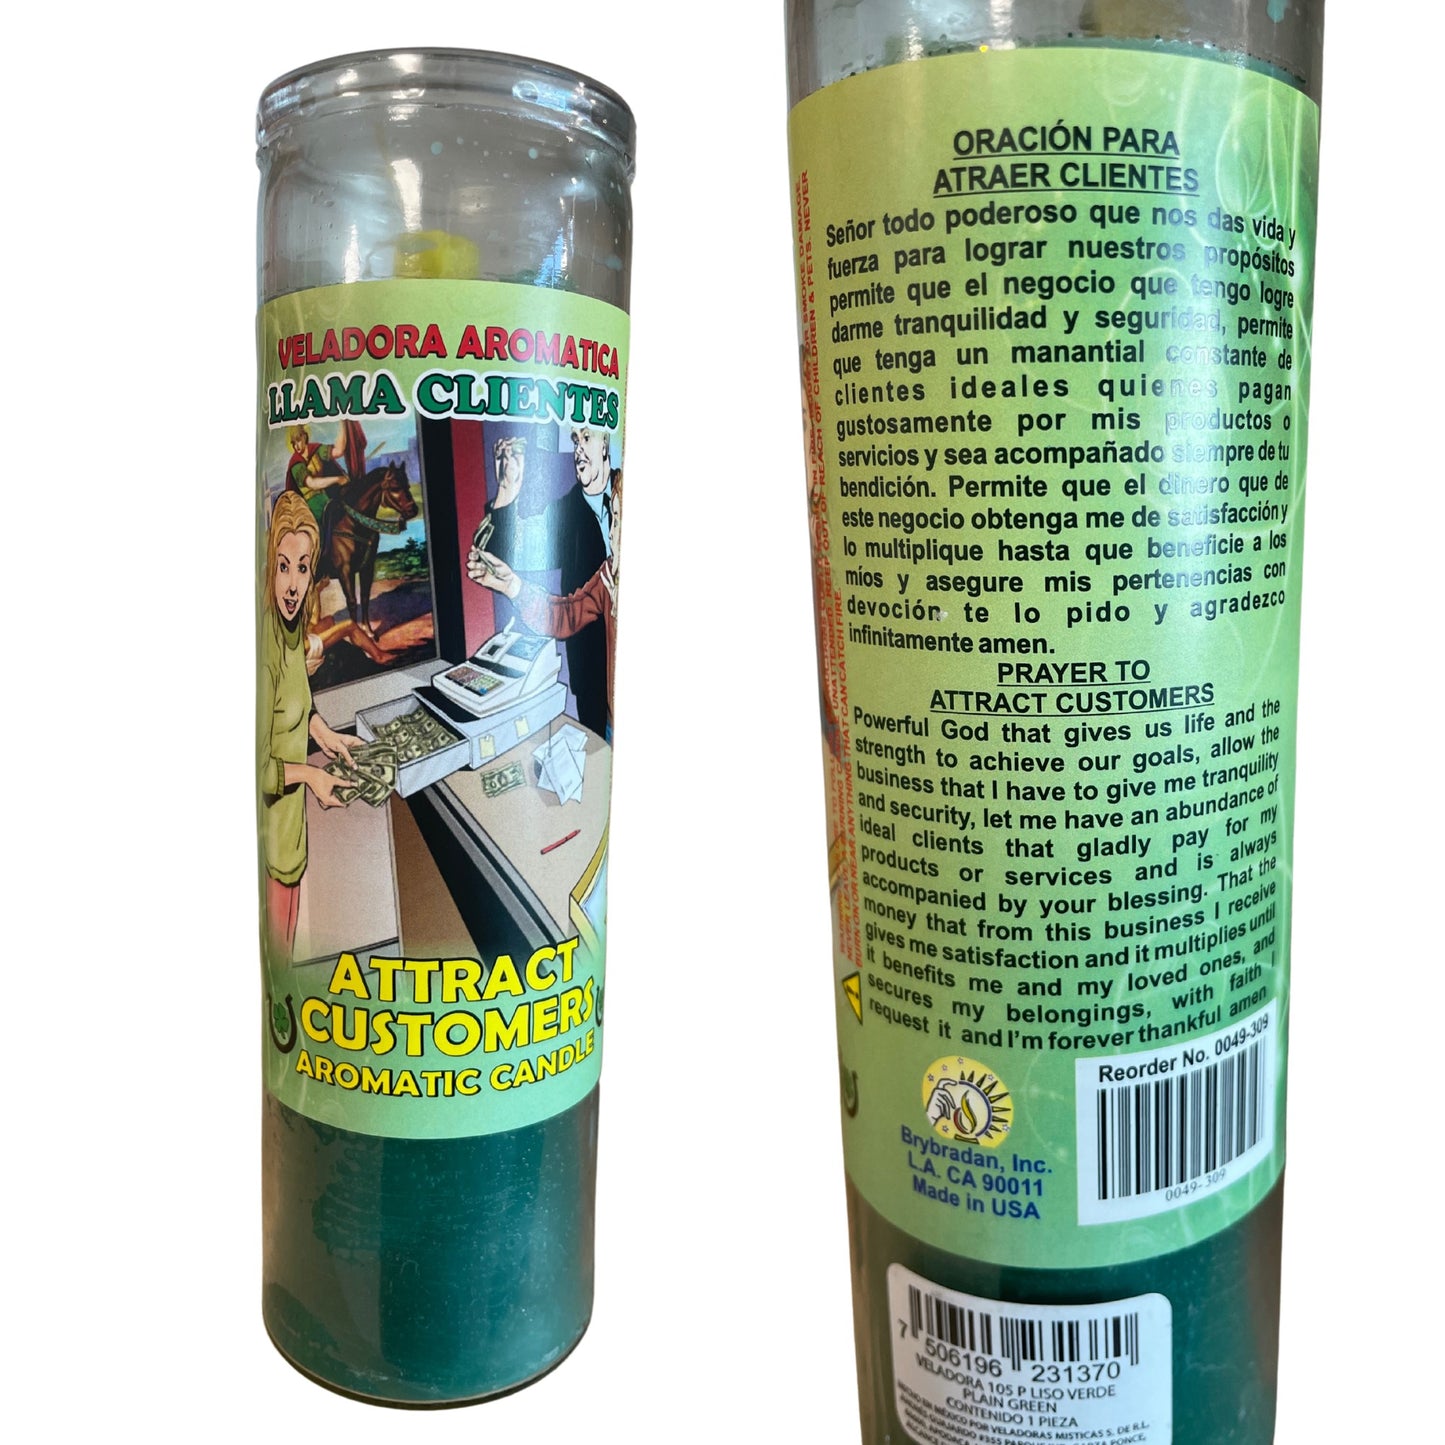 VELADORA AROMATICA
LLAMA CLIENTES
ATTRACT
CUSTOMERS
AROMATIC CANDLE
ORACIÓN PARA
ATRAER CLIENTES
Señor todo poderoso que nos das vida y
fuerza para lograr nuestros propósitos
permite que el negocio que tengo logre
darme tranquilidad y seguridad, permite
que tenga un manantial constante de
clientes ideales quienes pagan
gustosamente por mis productos o
servicios y sea acompañado siempre de tu
bendición. Permite que el dinero que de
este negocio obtenga me de satisfacción y
lo multiplique hasta que beneficie a los
míos y asegure mis pertenencias con
devoción te lo pido y agradezco
infinitamente amen.
PRAYER TO
ATTRACT CUSTOMERS
Powerful God that gives us life and the
strength to achieve our goals, allow the
business that I have to give me tranquility
and security, let me have an abundance of
ideal clients that gladly pay for my
products or services and is always
accompanied by your blessing. That the
money that from this business I receive
gives me satisfaction and it multiplies until
it benefits me and my loved ones, and
secures my belongings, with faith I
request it and I'm forever thankful amen
Reorder No. 0049-309
0049-309
Brybradan, Inc.
L.A. CA 90011
Made in USA
7 506196 231370
VELADORA 105 P LISO VERDE
PLAIN GREEN
CONTENIDO 1 PIEZA
HECHO EN MÉXICO POR VELADORAS MISTICAS S. DE R.L.